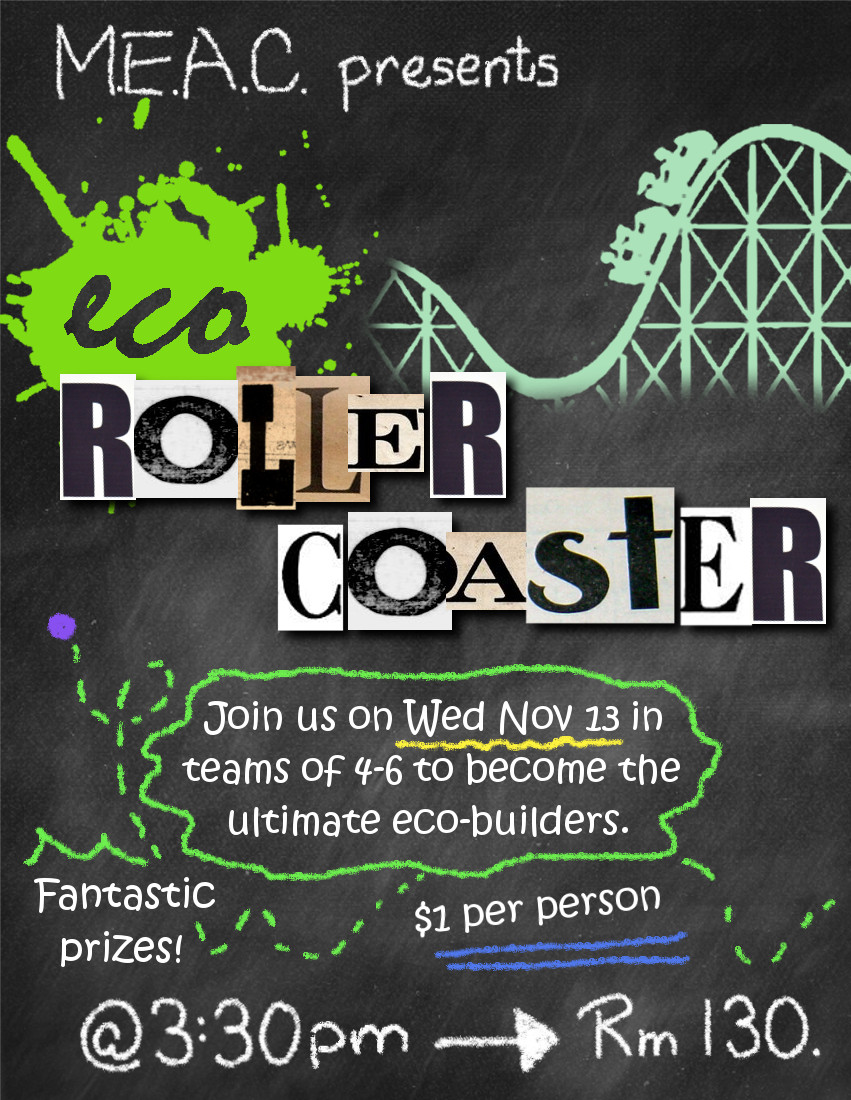 M.E.A.C. presents
eco
ROLLER
COAStER
Join us on Wed Nov 13 in
teams of 4-6 to become the
ultimate eco-builders.
Fantastic
prizes!
$1 per person
@3:30pm → Rm 130.